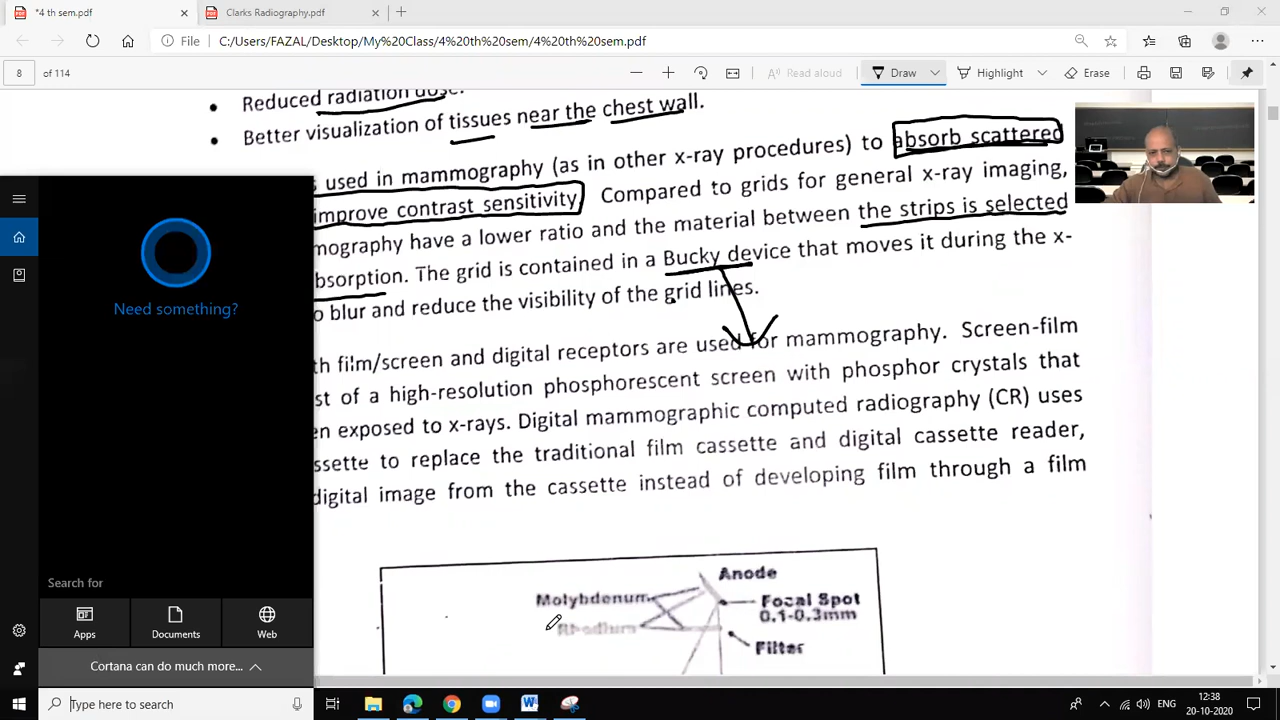 *4 th sem.pdf
Clarks Radiography.pdf
File
C:/Users/FAZAL/Desktop/My%20Class/4%20th%20sem/4%20th%20sem.pdf
8 of 114
Read aloud
Draw
Highlight
Erase
• Reduced radiation dose.
• Better visualization of tissues near the chest wall.
s used in mammography (as in other x-ray procedures) to absorb scattered
improve contrast sensitivity. Compared to grids for general x-ray imaging,
mography have a lower ratio and the material between the strips is selected
bsorption. The grid is contained in a Bucky device that moves it during the x-
o blur and reduce the visibility of the grid lines.
th film/screen and digital receptors are used for mammography. Screen-film
st of a high-resolution phosphorescent screen with phosphor crystals that
en exposed to x-rays. Digital mammographic computed radiography (CR) uses
ssette to replace the traditional film cassette and digital cassette reader,
digital image from the cassette instead of developing film through a film
Anode
Molybdenum
Focal Spot
0.1-0.3mm
Rhodium
Filter
Need something?
Search for
Apps
Documents
Web
Cortana can do much more...
Type here to search
ENG
12:38
20-10-2020